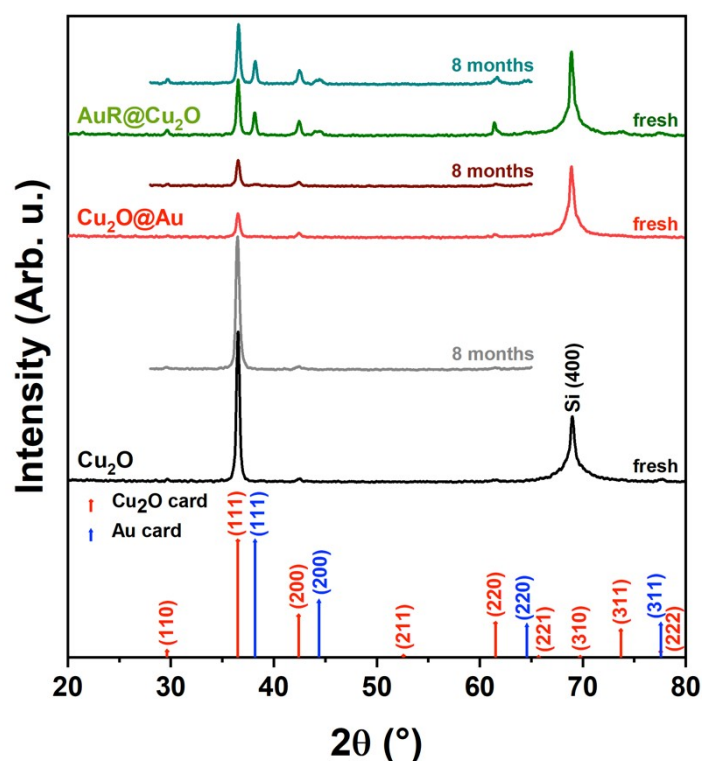 8 months
AuR@Cu₂O
fresh
8 months
Cu₂O@Au
fresh
8 months
Si (400)
Cu₂O
fresh
Cu₂O card
Au card
(110)
(111)
(111)
(200)
(200)
(211)
(220)
(220)
(221)
(310)
(311)
(311)
(222)
20 30 40 50 60 70 80
2θ (°)
Intensity (Arb. u.)